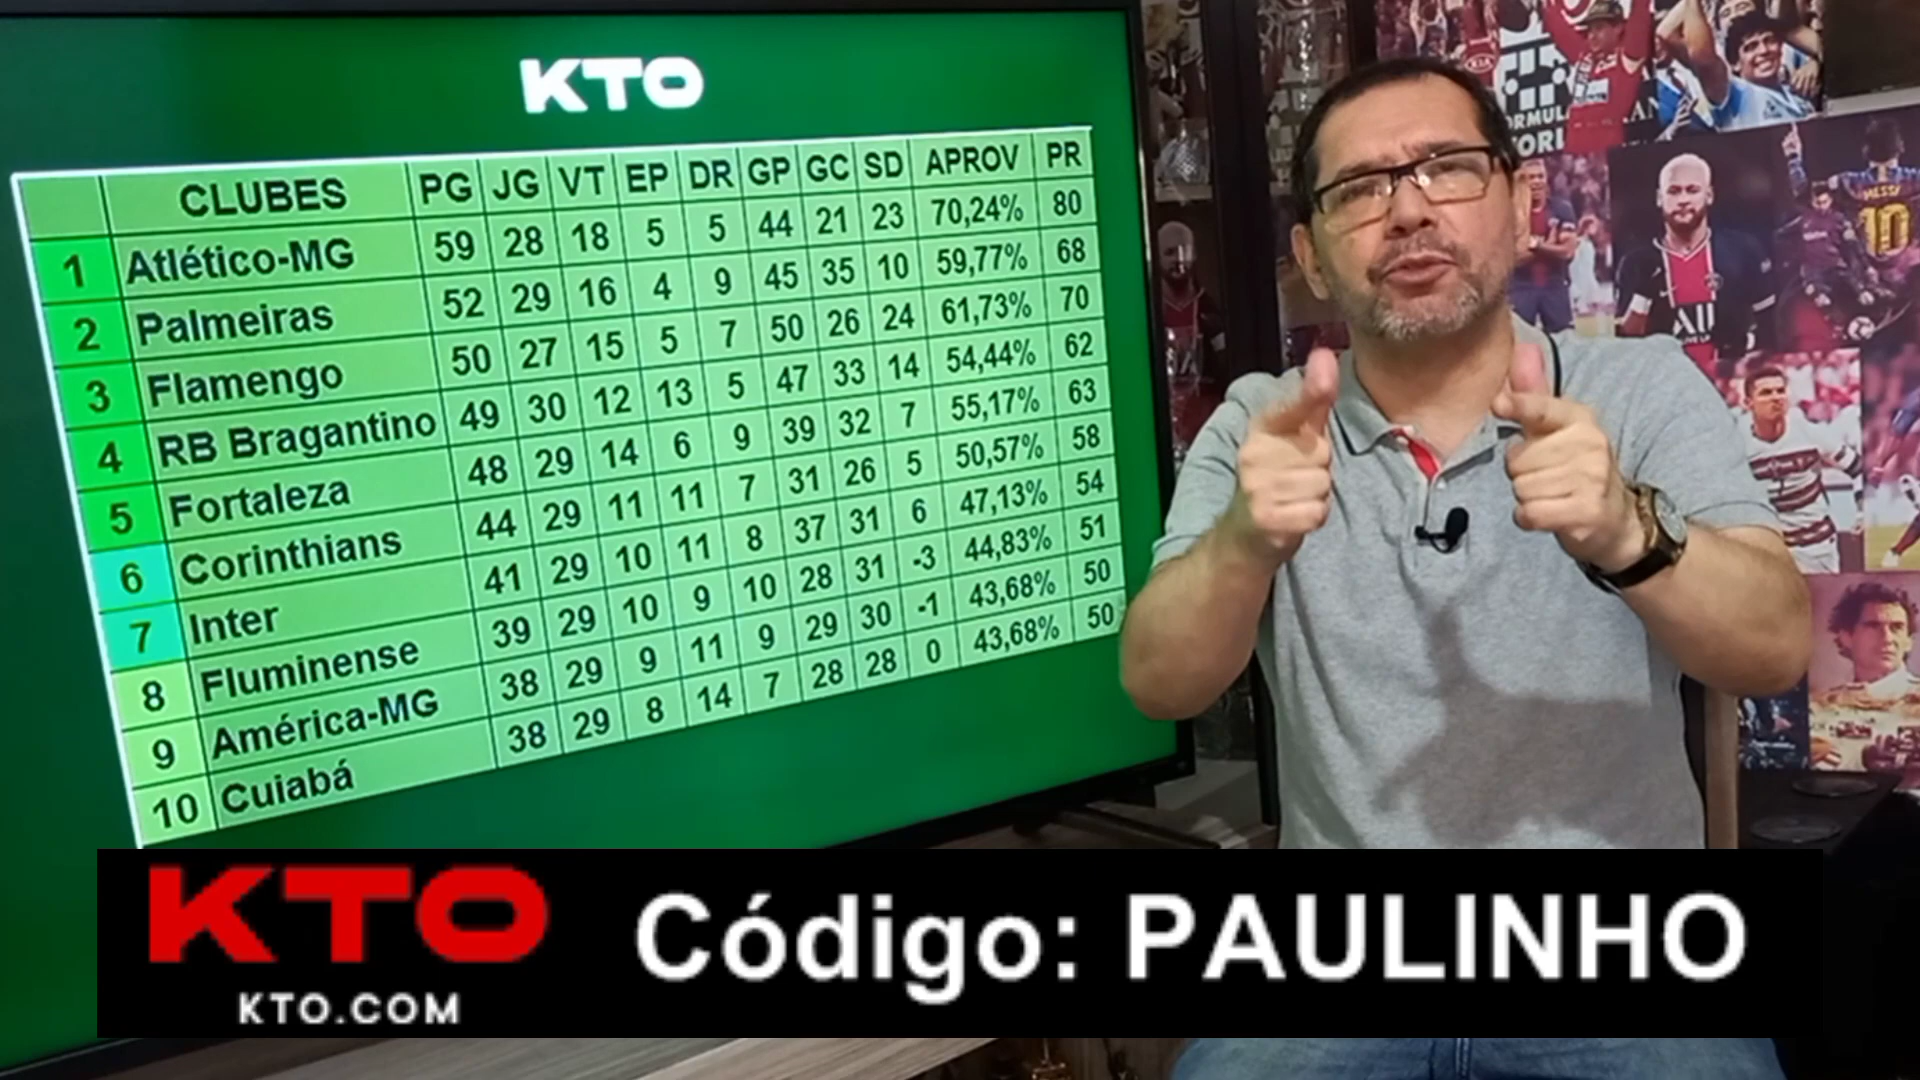 KTO
CLUBES PG JG VT EP DR GP GC SD APROV PR
1 Atlético-MG 59 28 18 5 5 44 21 23 70,24% 80
2 Palmeiras 52 29 16 4 9 45 35 10 59,77% 68
3 Flamengo 50 27 15 5 7 50 26 24 61,73% 70
4 RB Bragantino 49 30 12 13 5 47 33 14 54,44% 62
5 Fortaleza 48 29 14 6 9 39 32 7 55,17% 63
6 Corinthians 44 29 11 11 7 31 26 5 50,57% 58
7 Inter 41 29 10 11 8 37 31 6 47,13% 54
8 Fluminense 39 29 10 9 10 28 31 -3 44,83% 51
9 América-MG 38 29 9 11 9 29 30 -1 43,68% 50
10 Cuiabá 38 29 8 14 7 28 28 0 43,68% 50
KIA
MESSI
10
KTO
KTO.COM
Código: PAULINHO